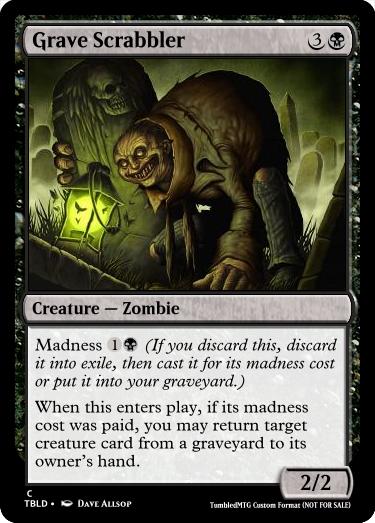 Grave Scrabbler 3
Creature — Zombie
Madness 1 (If you discard this, discard
it into exile, then cast it for its madness cost
or put it into your graveyard.)
When this enters play, if its madness
cost was paid, you may return target
creature card from a graveyard to its
owner's hand.
2/2
C
TBLD • Dave Allsop
TumbledMTG Custom Format (NOT FOR SALE)